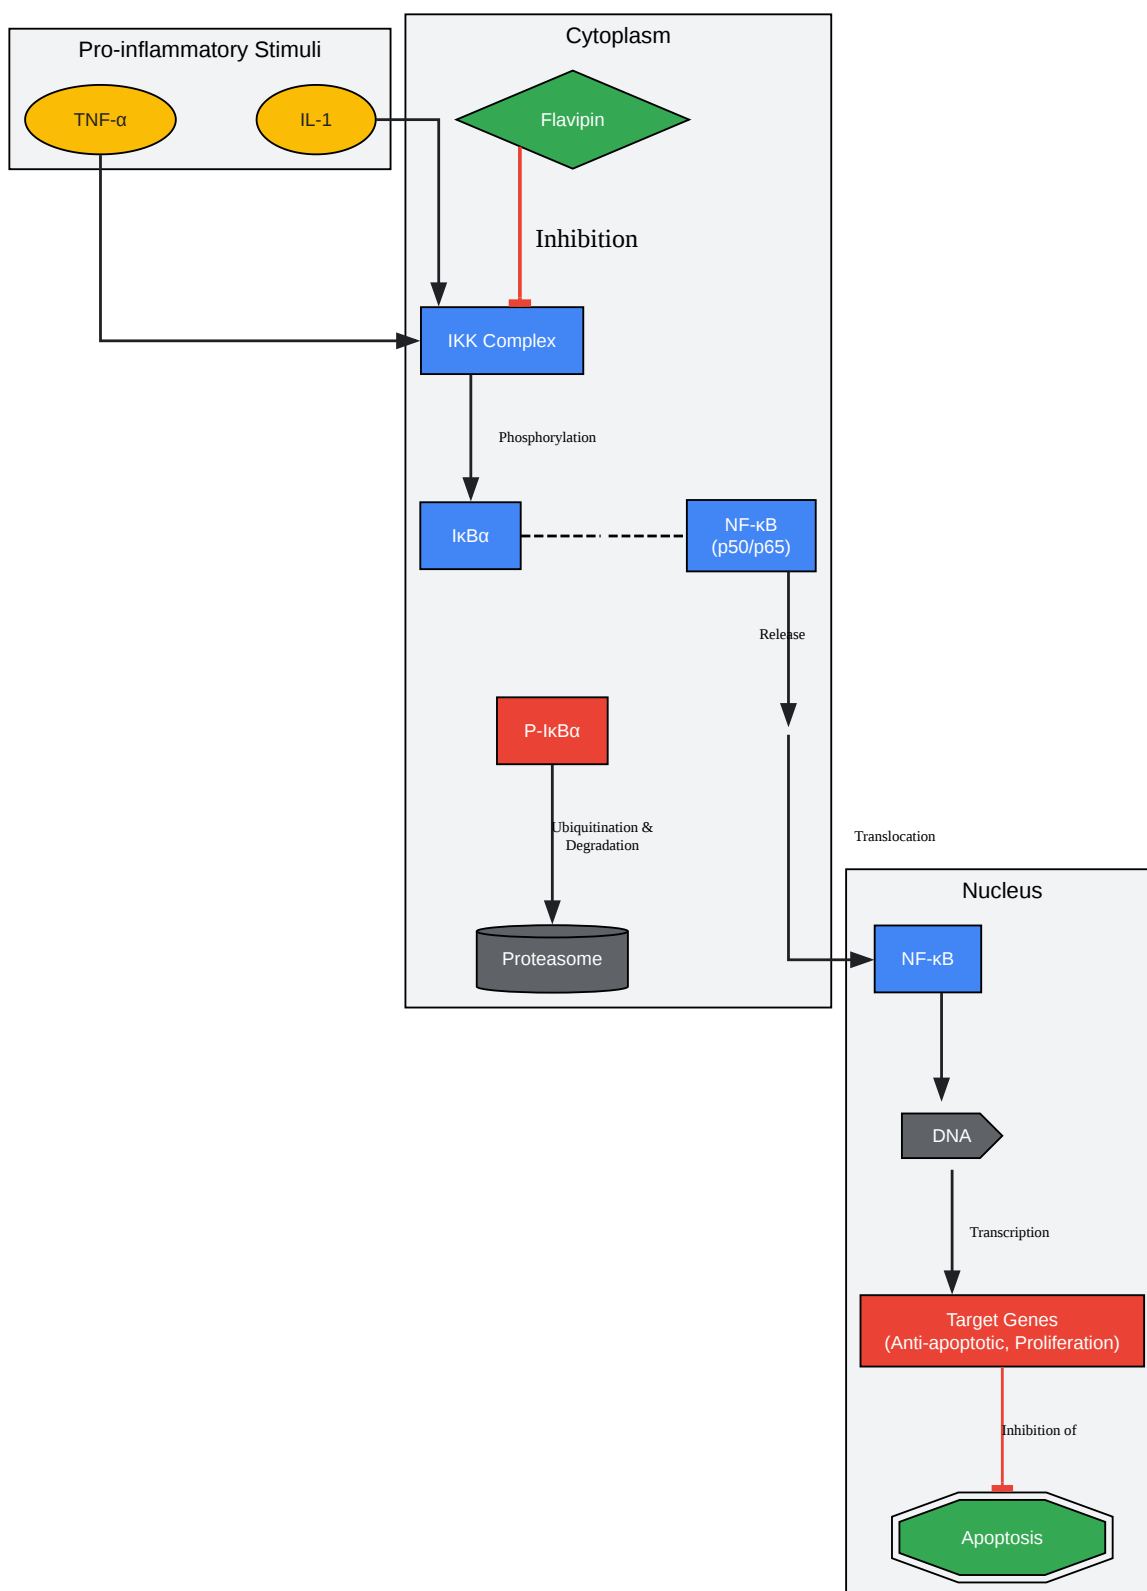 Pro-inflammatory Stimuli
TNF-α
IL-1
Cytoplasm
Flavipin
Inhibition
IKK Complex
Phosphorylation
IκBα
NF-κB
(p50/p65)
Release
P-IκBα
Ubiquitination &
Degradation
Proteasome
Translocation
Nucleus
NF-κB
DNA
Transcription
Target Genes
(Anti-apoptotic, Proliferation)
Inhibition of
Apoptosis